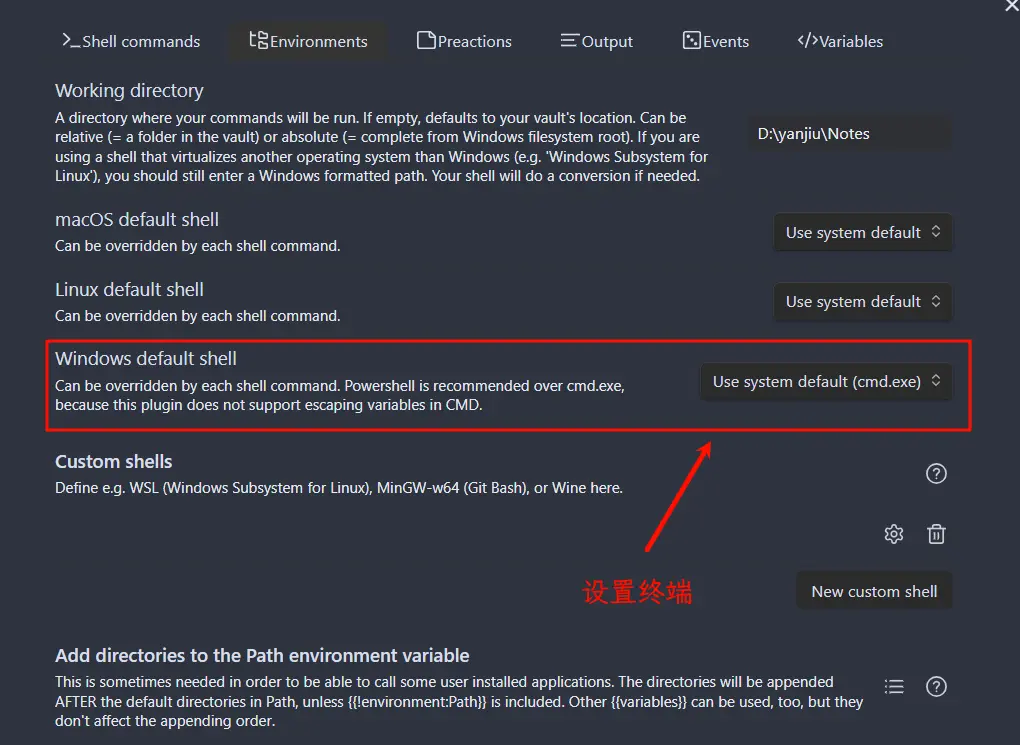 Shell commands
Environments
Preactions
Output
Events
Variables
Working directory
A directory where your commands will be run. If empty, defaults to your vault's location. Can be
relative (= a folder in the vault) or absolute (= complete from Windows filesystem root). If you are
using a shell that virtualizes another operating system than Windows (e.g. 'Windows Subsystem for
Linux'), you should still enter a Windows formatted path. Your shell will do a conversion if needed.
D:\yanjiu\Notes
macOS default shell
Can be overridden by each shell command.
Use system default
Linux default shell
Can be overridden by each shell command.
Use system default
Windows default shell
Can be overridden by each shell command. Powershell is recommended over cmd.exe,
because this plugin does not support escaping variables in CMD.
Use system default (cmd.exe)
Custom shells
Define e.g. WSL (Windows Subsystem for Linux), MinGW-w64 (Git Bash), or Wine here.
设置终端
New custom shell
Add directories to the Path environment variable
This is sometimes needed in order to be able to call some user installed applications. The directories will be appended
AFTER the default directories in Path, unless {{!environment:Path}} is included. Other {{variables}} can be used, too, but they
don't affect the appending order.